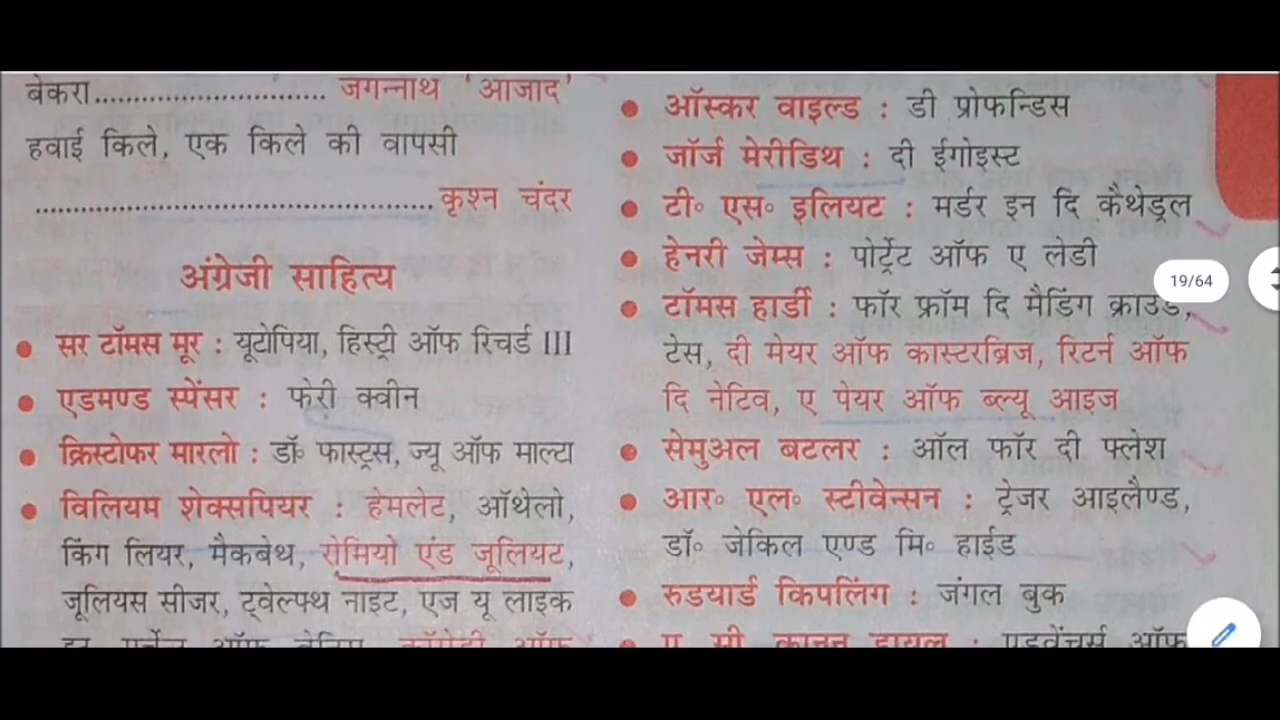 बेकरा............................ जगन्नाथ 'आजाद'
हवाई किले, एक किले की वापसी
................................................कृश्न चंदर
अंग्रेजी साहित्य
● सर टॉमस मूर : यूटोपिया, हिस्ट्री ऑफ रिचर्ड III
● एडमण्ड स्पेंसर : फेरी क्वीन
● क्रिस्टोफर मारलो : डॉ॰ फास्ट्रस, ज्यू ऑफ माल्टा
● विलियम शेक्सपियर : हेमलेट, ऑथेलो,
किंग लियर, मैकबेथ, रोमियो एंड जूलियट,
जूलियस सीजर, ट्वेल्फ्थ नाइट, एज यू लाइक
● ऑस्कर वाइल्ड : डी प्रोफन्डिस
● जॉर्ज मेरीडिथ : दी ईगोइस्ट
● टी॰ एस॰ इलियट : मर्डर इन दि कैथेड्रल
● हेनरी जेम्स : पोर्ट्रेट ऑफ ए लेडी
● टॉमस हार्डी : फॉर फ्रॉम दि मैडिंग क्राउड,
टेस, दी मेयर ऑफ कास्टरब्रिज, रिटर्न ऑफ
दि नेटिव, ए पेयर ऑफ ब्ल्यू आइज
● सेमुअल बटलर : ऑल फॉर दी फ्लेश
● आर॰ एल॰ स्टीवेन्सन : ट्रेजर आइलैण्ड,
डॉ॰ जेकिल एण्ड मि॰ हाईड
● रुडयार्ड किपलिंग : जंगल बुक
19/64